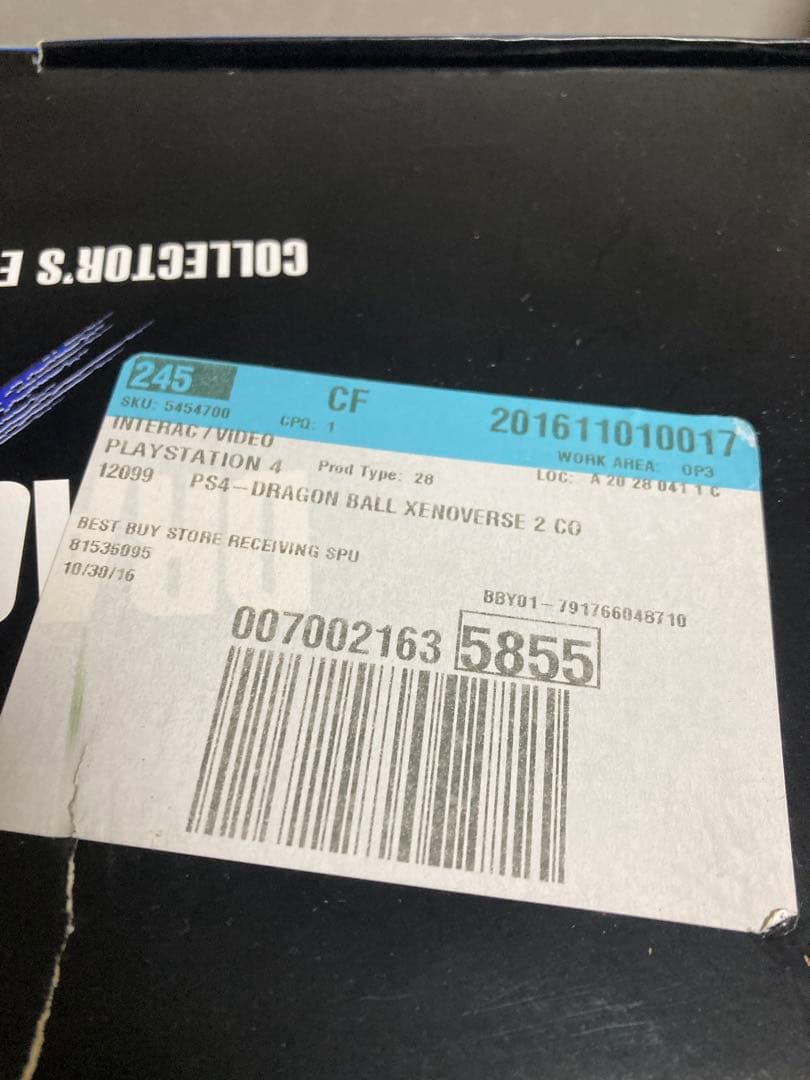 COLLECTOR'S E
245
CF
SKU: 5454700
CPQ: 1
201611010017
WORK AREA: OP3
INTERAC/VIDEO
PLAYSTATION 4
Prod Type: 28
LOC: A 20 28 041 1 C
12099 PS4-DRAGON BALL XENOVERSE 2 CO
BEST BUY STORE RECEIVING SPU
81535095
10/30/16
BBY01-791766048710
007002163 5855